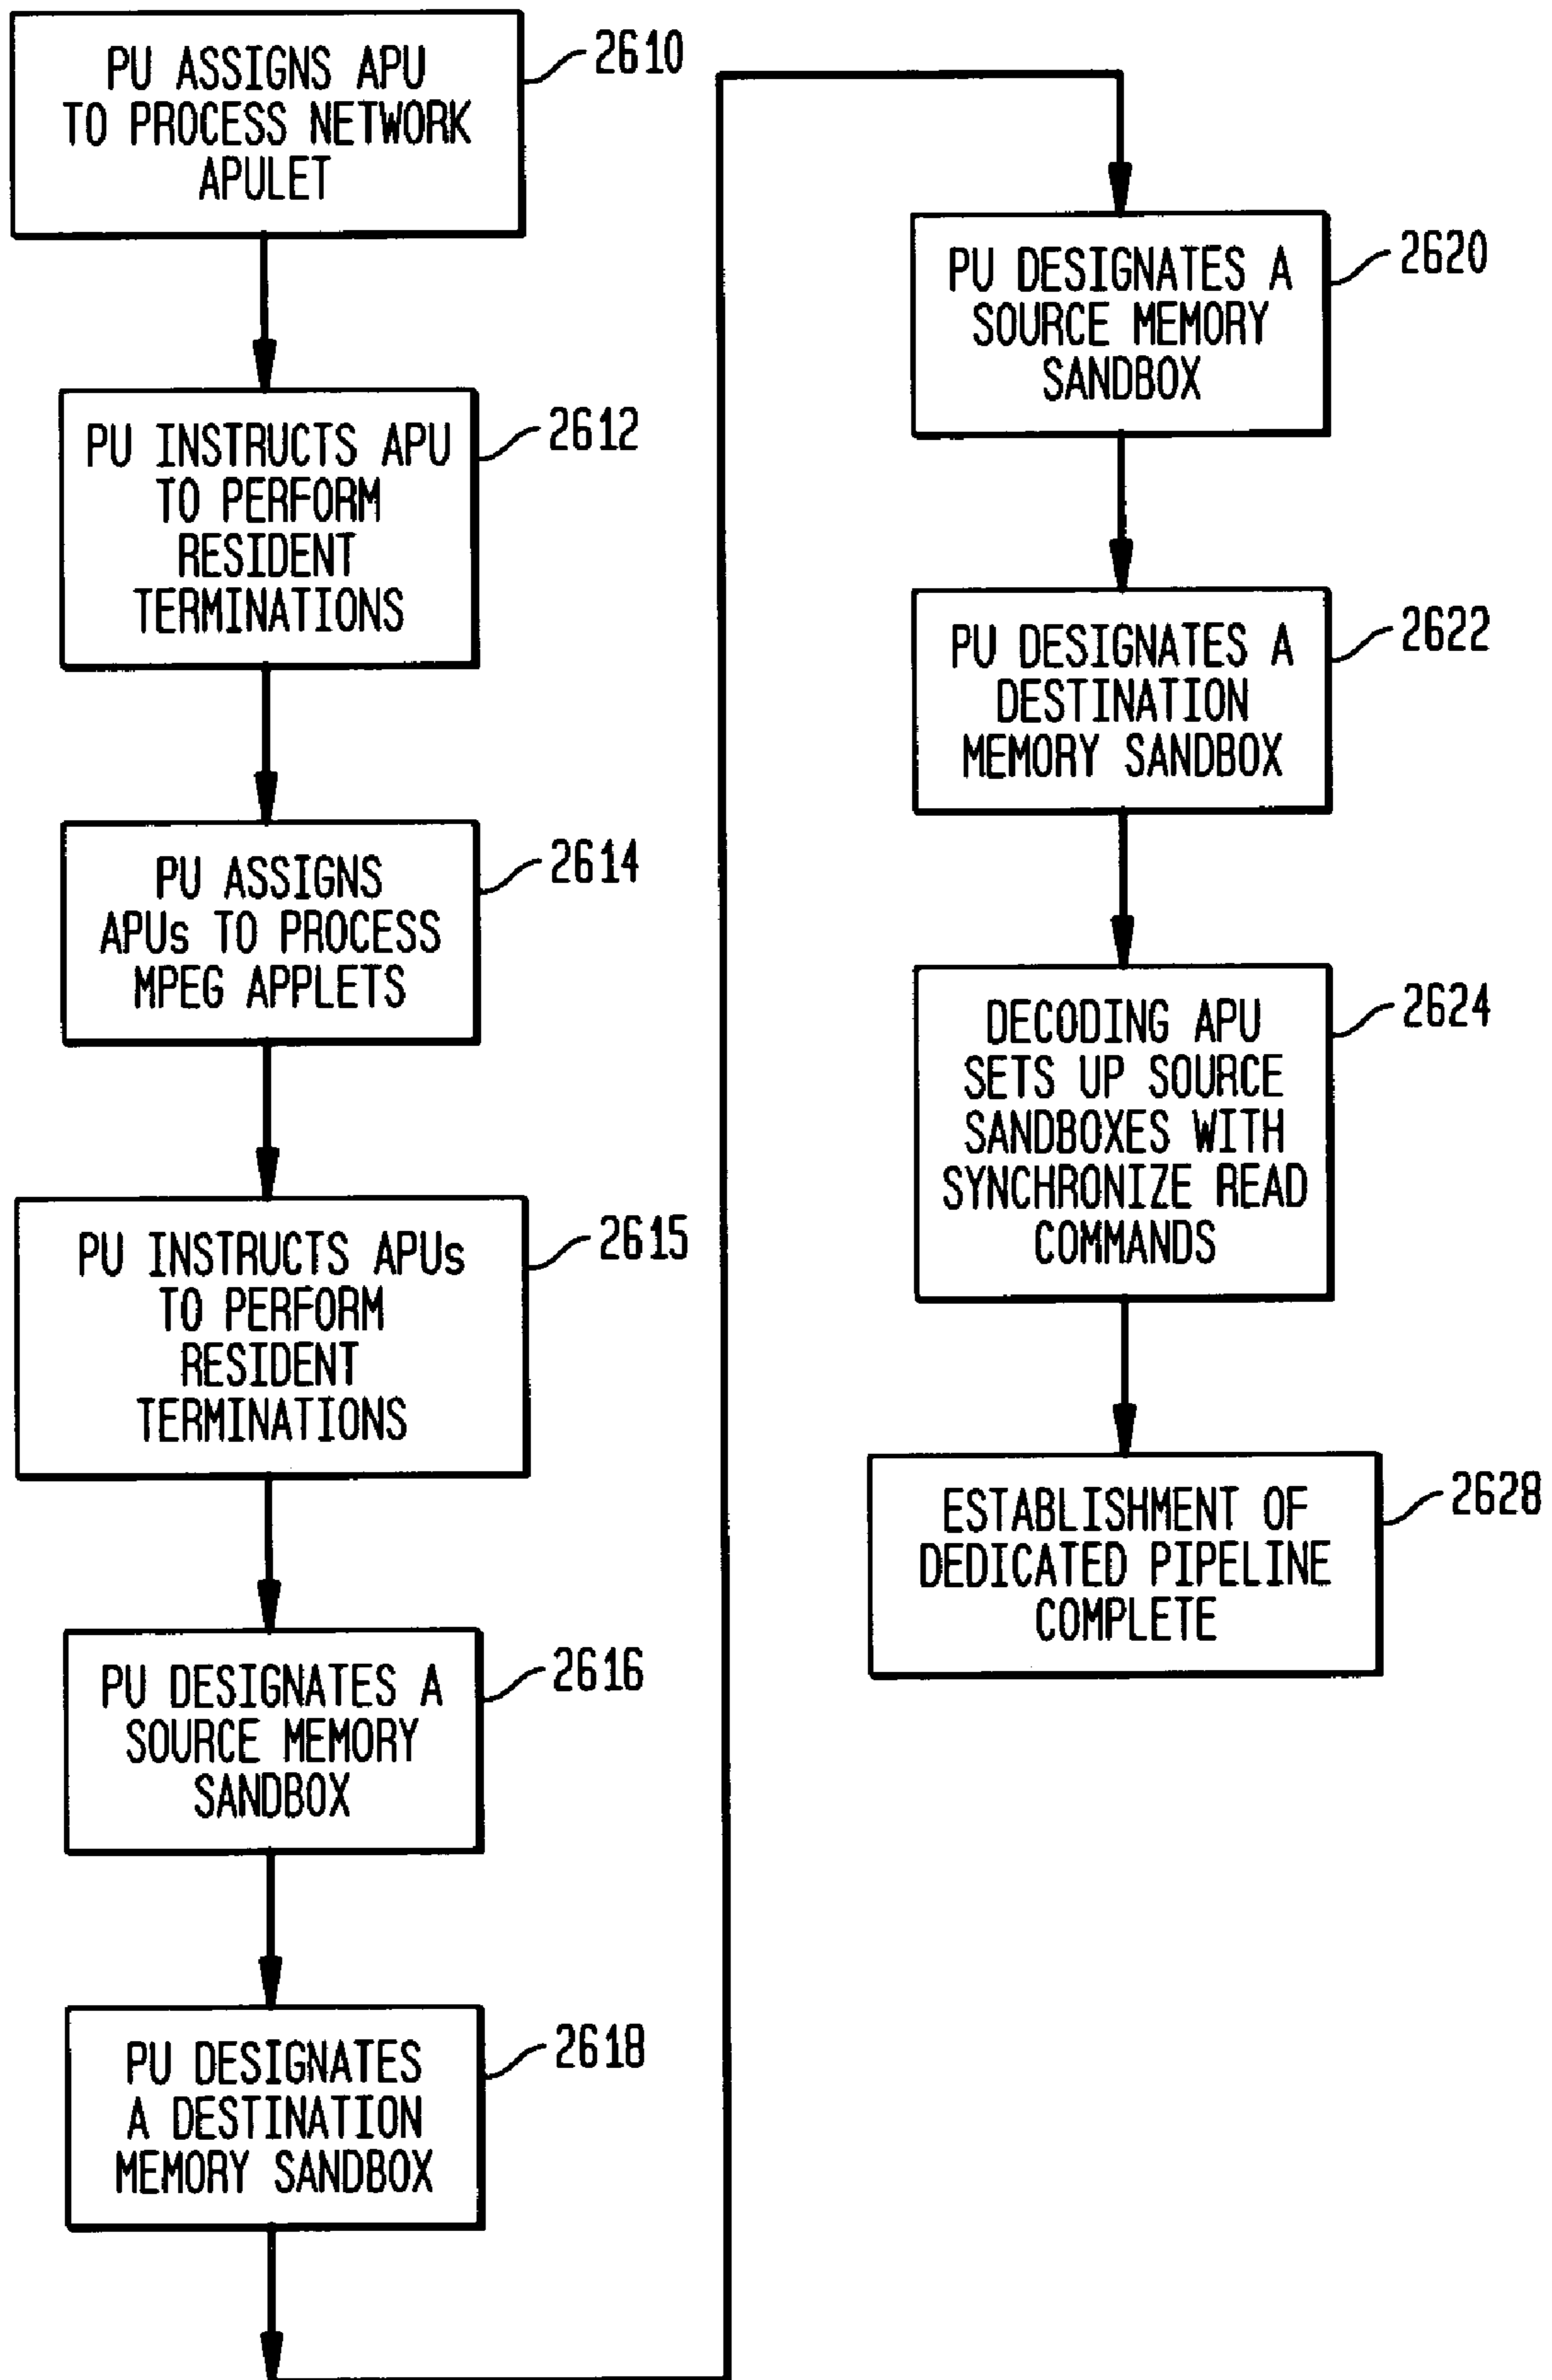 PU ASSIGNS APU
TO PROCESS NETWORK
APULET
2610
PU INSTRUCTS APU
TO PERFORM
RESIDENT
TERMINATIONS
2612
PU ASSIGNS
APUs TO PROCESS
MPEG APPLETS
2614
PU INSTRUCTS APUs
TO PERFORM
RESIDENT
TERMINATIONS
2615
PU DESIGNATES A
SOURCE MEMORY
SANDBOX
2616
PU DESIGNATES
A DESTINATION
MEMORY SANDBOX
2618
PU DESIGNATES A
SOURCE MEMORY
SANDBOX
2620
PU DESIGNATES A
DESTINATION
MEMORY SANDBOX
2622
DECODING APU
SETS UP SOURCE
SANDBOXES WITH
SYNCHRONIZE READ
COMMANDS
2624
ESTABLISHMENT OF
DEDICATED PIPELINE
COMPLETE
2628